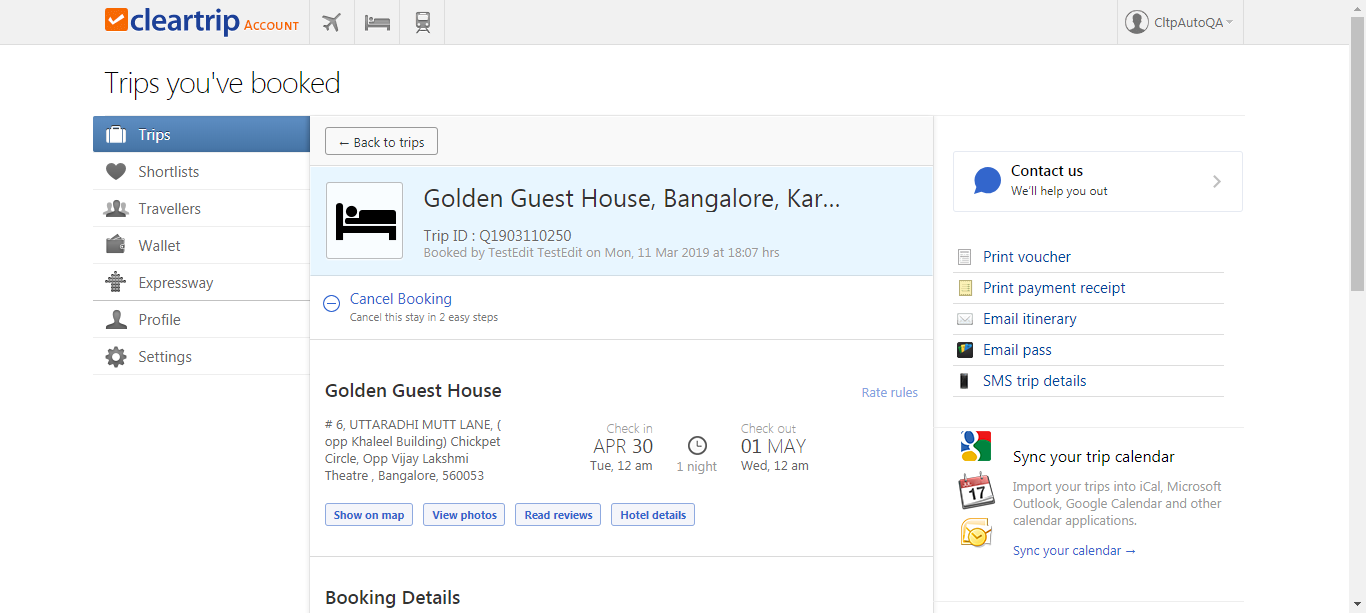 cleartrip ACCOUNT
CltpAutoQA
Trips you've booked
Trips
Shortlists
Travellers
Wallet
Expressway
Profile
Settings
← Back to trips
Golden Guest House, Bangalore, Kar...
Trip ID : Q1903110250
Booked by TestEdit TestEdit on Mon, 11 Mar 2019 at 18:07 hrs
Cancel Booking
Cancel this stay in 2 easy steps
Golden Guest House
Rate rules
# 6, UTTARADHI MUTT LANE, (
opp Khaleel Building) Chickpet
Circle, Opp Vijay Lakshmi
Theatre , Bangalore, 560053
Check in
APR 30
Tue, 12 am
1 night
Check out
01 MAY
Wed, 12 am
Show on map
View photos
Read reviews
Hotel details
Booking Details
Contact us
We'll help you out
Print voucher
Print payment receipt
Email itinerary
Email pass
SMS trip details
17
Sync your trip calendar
Import your trips into iCal, Microsoft
Outlook, Google Calendar and other
calendar applications.
Sync your calendar →